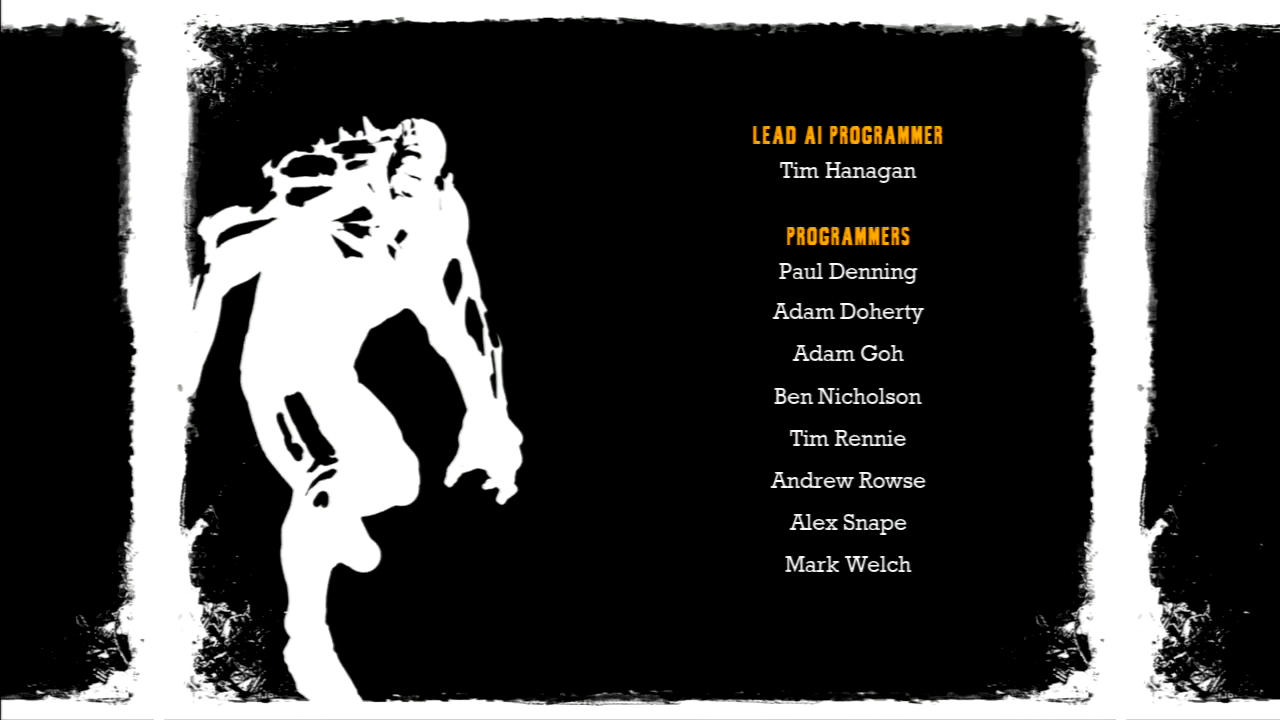 LEAD AI PROGRAMMER
Tim Hanagan
PROGRAMMERS
Paul Denning
Adam Doherty
Adam Goh
Ben Nicholson
Tim Rennie
Andrew Rowse
Alex Snape
Mark Welch